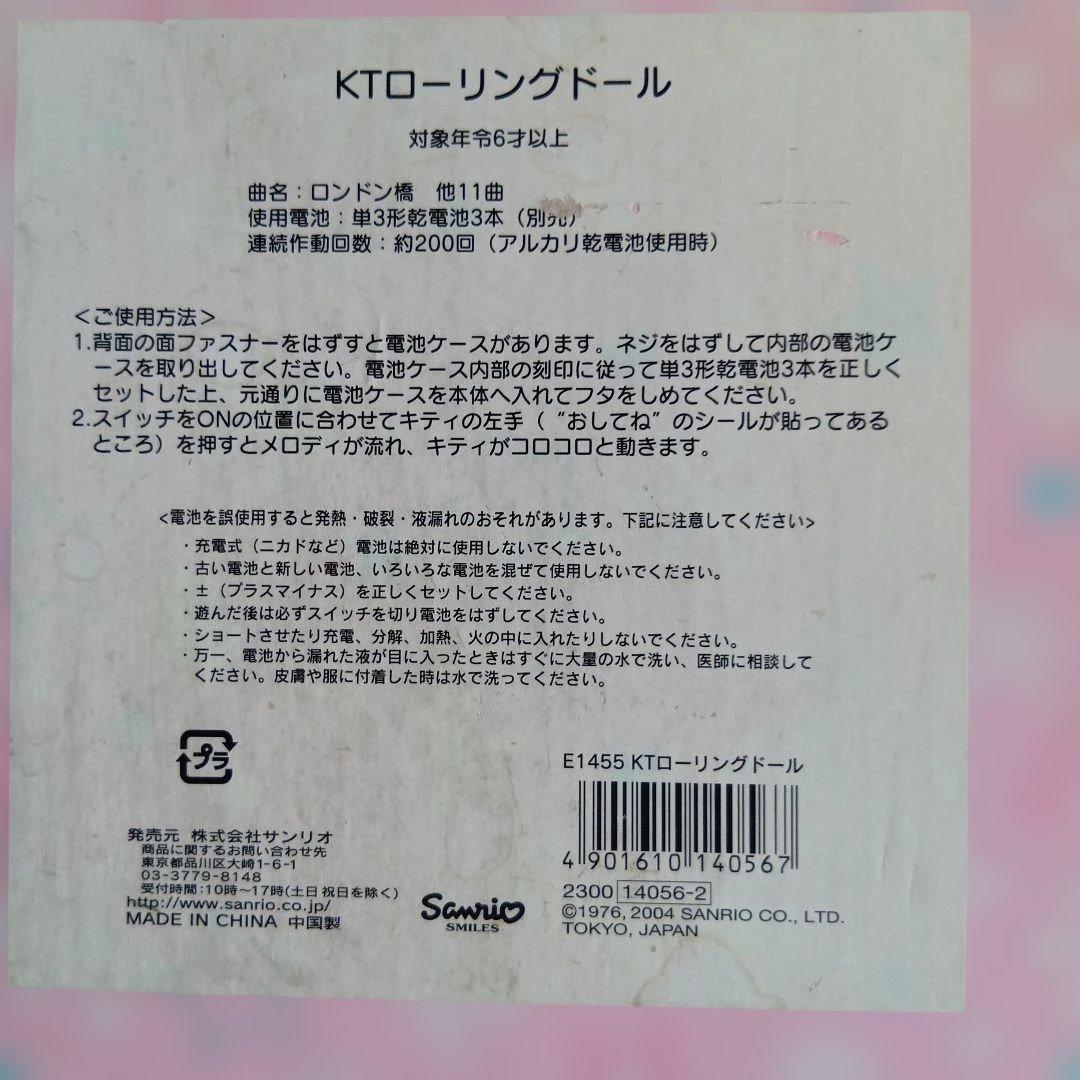 KTローリングドール
対象年令6才以上
曲名：ロンドン橋　他11曲
使用電池：単3形乾電池3本（別売）
連続作動回数：約200回（アルカリ乾電池使用時）
＜ご使用方法＞
1.背面の面ファスナーをはずすと電池ケースがあります。ネジをはずして内部の電池ケ
ースを取り出してください。電池ケース内部の刻印に従って単3形乾電池3本を正しく
セットした上、元通りに電池ケースを本体へ入れてフタをしめてください。
2.スイッチをONの位置に合わせてキティの左手（“おしてね”のシールが貼ってある
ところ）を押すとメロディが流れ、キティがコロコロと動きます。
<電池を誤使用すると発熱・破裂・液漏れのおそれがあります。下記に注意してください>
・充電式（ニカドなど）電池は絶対に使用しないでください。
・古い電池と新しい電池、いろいろな電池を混ぜて使用しないでください。
・±（プラスマイナス）を正しくセットしてください。
・遊んだ後は必ずスイッチを切り電池をはずしてください。
・ショートさせたり充電、分解、加熱、火の中に入れたりしないでください。
・万一、電池から漏れた液が目に入ったときはすぐに大量の水で洗い、医師に相談して
ください。皮膚や服に付着した時は水で洗ってください。
プラ
発売元 株式会社サンリオ
商品に関するお問い合わせ先
東京都品川区大崎1-6-1
03-3779-8148
受付時間：10時〜17時(土日祝日を除く)
http://www.sanrio.co.jp/
MADE IN CHINA 中国製
Sanrio
SMILES
E1455 KTローリングドール
4 901610 140567
2300 14056-2
©1976, 2004 SANRIO CO., LTD.
TOKYO, JAPAN